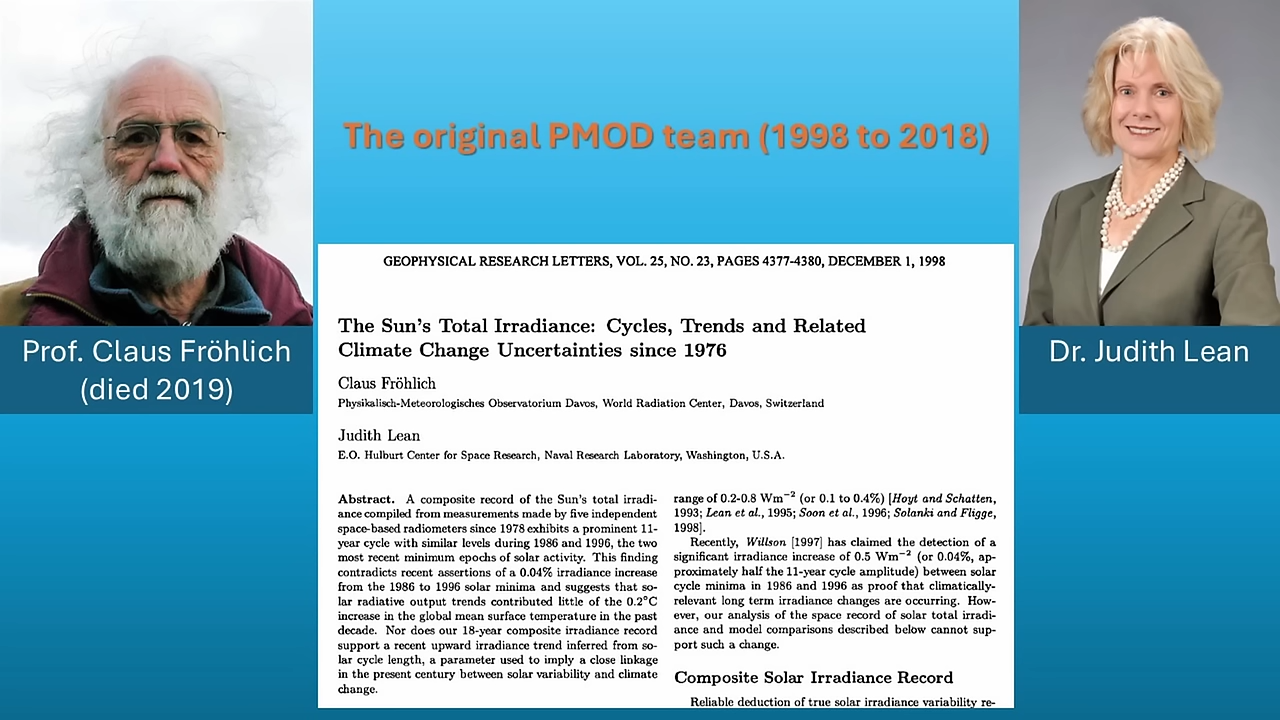 The original PMOD team (1998 to 2018)
Prof. Claus Fröhlich
(died 2019)
Dr. Judith Lean
GEOPHYSICAL RESEARCH LETTERS, VOL. 25, NO. 23, PAGES 4377-4380, DECEMBER 1, 1998
The Sun's Total Irradiance: Cycles, Trends and Related
Climate Change Uncertainties since 1976
Claus Fröhlich
Physikalisch-Meteorologisches Observatorium Davos, World Radiation Center, Davos, Switzerland
Judith Lean
E.O. Hulburt Center for Space Research, Naval Research Laboratory, Washington, U.S.A.
Abstract. A composite record of the Sun's total irradi-
ance compiled from measurements made by five independent
space-based radiometers since 1978 exhibits a prominent 11-
year cycle with similar levels during 1986 and 1996, the two
most recent minimum epochs of solar activity. This finding
contradicts recent assertions of a 0.04% irradiance increase
from the 1986 to 1996 solar minima and suggests that so-
lar radiative output trends contributed little of the 0.2°C
increase in the global mean surface temperature in the past
decade. Nor does our 18-year composite irradiance record
support a recent upward irradiance trend inferred from so-
lar cycle length, a parameter used to imply a close linkage
in the present century between solar variability and climate
change.
range of 0.2-0.8 Wm⁻² (or 0.1 to 0.4%) [Hoyt and Schatten,
1993; Lean et al., 1995; Soon et al., 1996; Solanki and Fligge,
1998].
Recently, Willson [1997] has claimed the detection of a
significant irradiance increase of 0.5 Wm⁻² (or 0.04%, ap-
proximately half the 11-year cycle amplitude) between solar
cycle minima in 1986 and 1996 as proof that climatically-
relevant long term irradiance changes are occurring. How-
ever, our analysis of the space record of solar total irradi-
ance and model comparisons described below cannot sup-
port such a change.
Composite Solar Irradiance Record
Reliable deduction of true solar irradiance variability re-